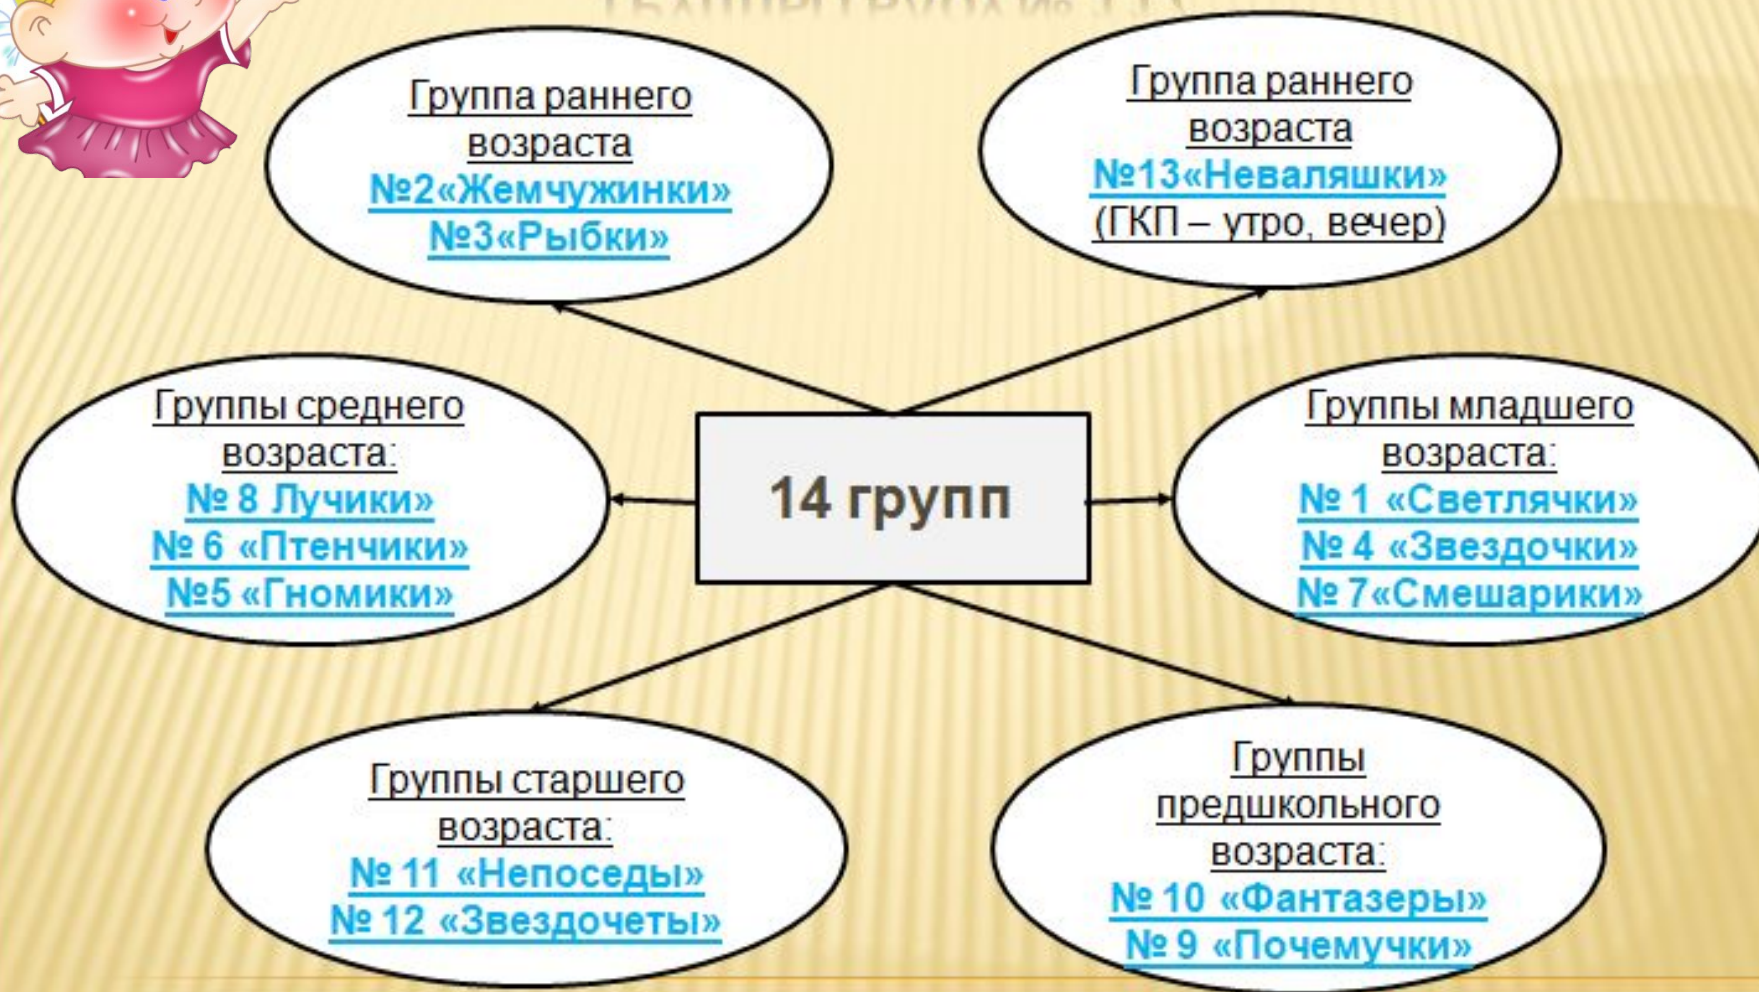 Группа раннего
возраста
№2«Жемчужинки»
№3«Рыбки»
Группа раннего
возраста
№13«Неваляшки»
(ГКП – утро, вечер)
Группы среднего
возраста:
№ 8 Лучики»
№ 6 «Птенчики»
№5 «Гномики»
14 групп
Группы младшего
возраста:
№ 1 «Светлячки»
№ 4 «Звездочки»
№ 7«Смешарики»
Группы старшего
возраста:
№ 11 «Непоседы»
№ 12 «Звездочеты»
Группы
предшкольного
возраста:
№ 10 «Фантазеры»
№ 9 «Почемучки»